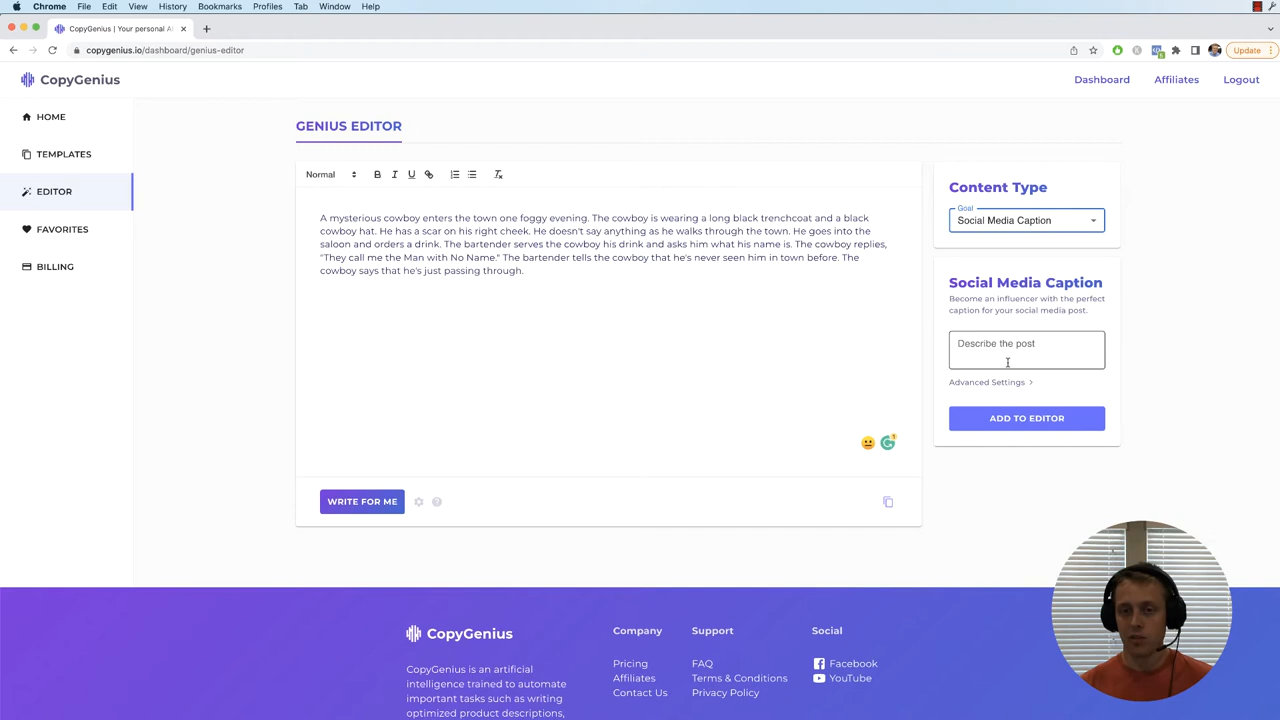 Chrome File Edit View History Bookmarks Profiles Tab Window Help
CopyGenius | Your personal A
copygenius.io/dashboard/genius-editor
Update
CopyGenius
Dashboard Affiliates Logout
HOME
TEMPLATES
EDITOR
FAVORITES
BILLING
GENIUS EDITOR
Normal B I U
A mysterious cowboy enters the town one foggy evening. The cowboy is wearing a long black trenchcoat and a black
cowboy hat. He has a scar on his right cheek. He doesn't say anything as he walks through the town. He goes into the
saloon and orders a drink. The bartender serves the cowboy his drink and asks him what his name is. The cowboy replies,
"They call me the Man with No Name." The bartender tells the cowboy that he's never seen him in town before. The
cowboy says that he's just passing through.
WRITE FOR ME
Content Type
Goal
Social Media Caption
Social Media Caption
Become an influencer with the perfect
caption for your social media post.
Describe the post
Advanced Settings >
ADD TO EDITOR
CopyGenius
CopyGenius is an artificial
intelligence trained to automate
important tasks such as writing
optimized product descriptions,
Company
Pricing
Affiliates
Contact Us
Support
FAQ
Terms & Conditions
Privacy Policy
Social
Facebook
YouTube